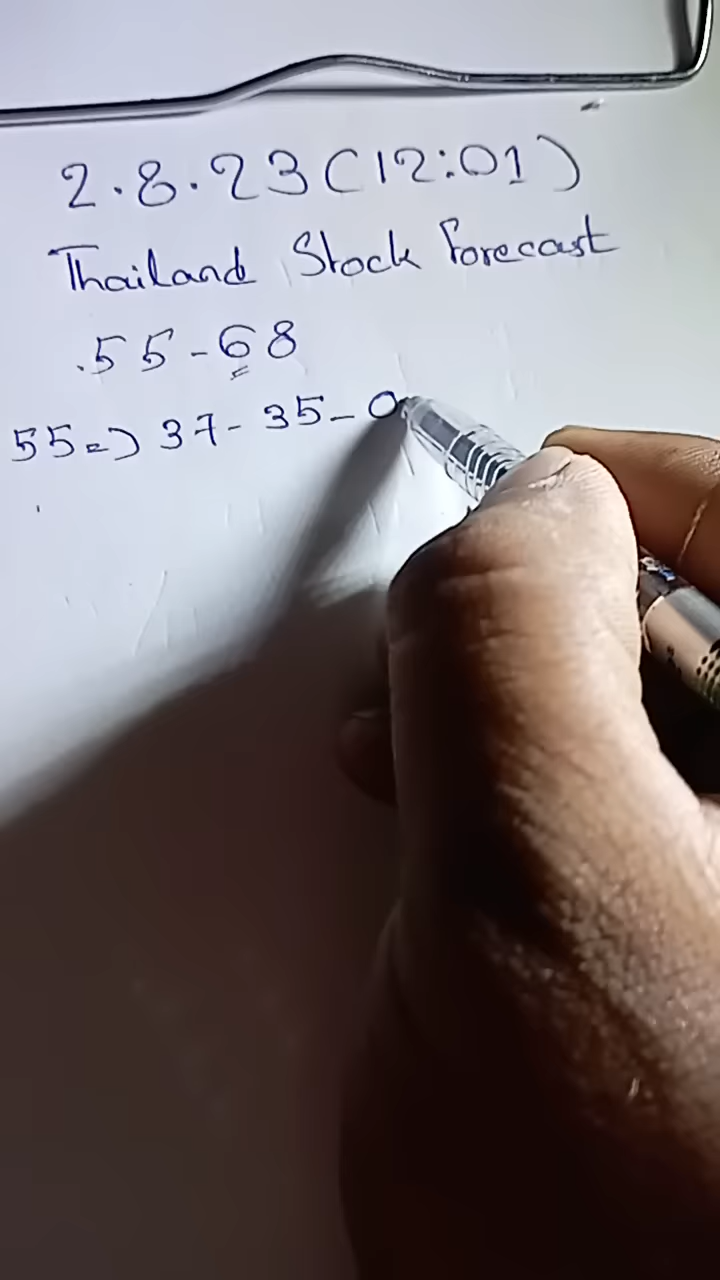 2.8.23(12:01)
Thailand Stock Forecast
.55-68
55=) 37- 35-0